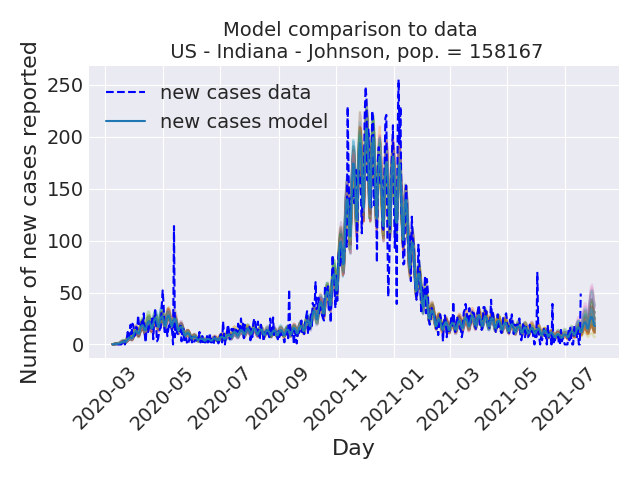 Model comparison to data
US - Indiana - Johnson, pop. = 158167
Number of new cases reported
250
200
150
100
50
0
new cases data
new cases model
2020-03
2020-05
2020-07
2020-09
2020-11
2021-01
2021-03
2021-05
2021-07
Day